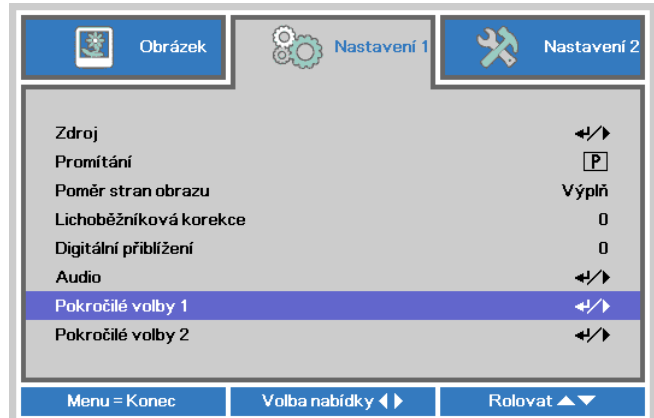 Obrázek
Nastavení 1
Nastavení 2
Zdroj
Promítání P
Poměr stran obrazu Výplň
Lichoběžníková korekce 0
Digitální přiblížení 0
Audio
Pokročilé volby 1
Pokročilé volby 2
Menu = Konec
Volba nabídky
Rolovat